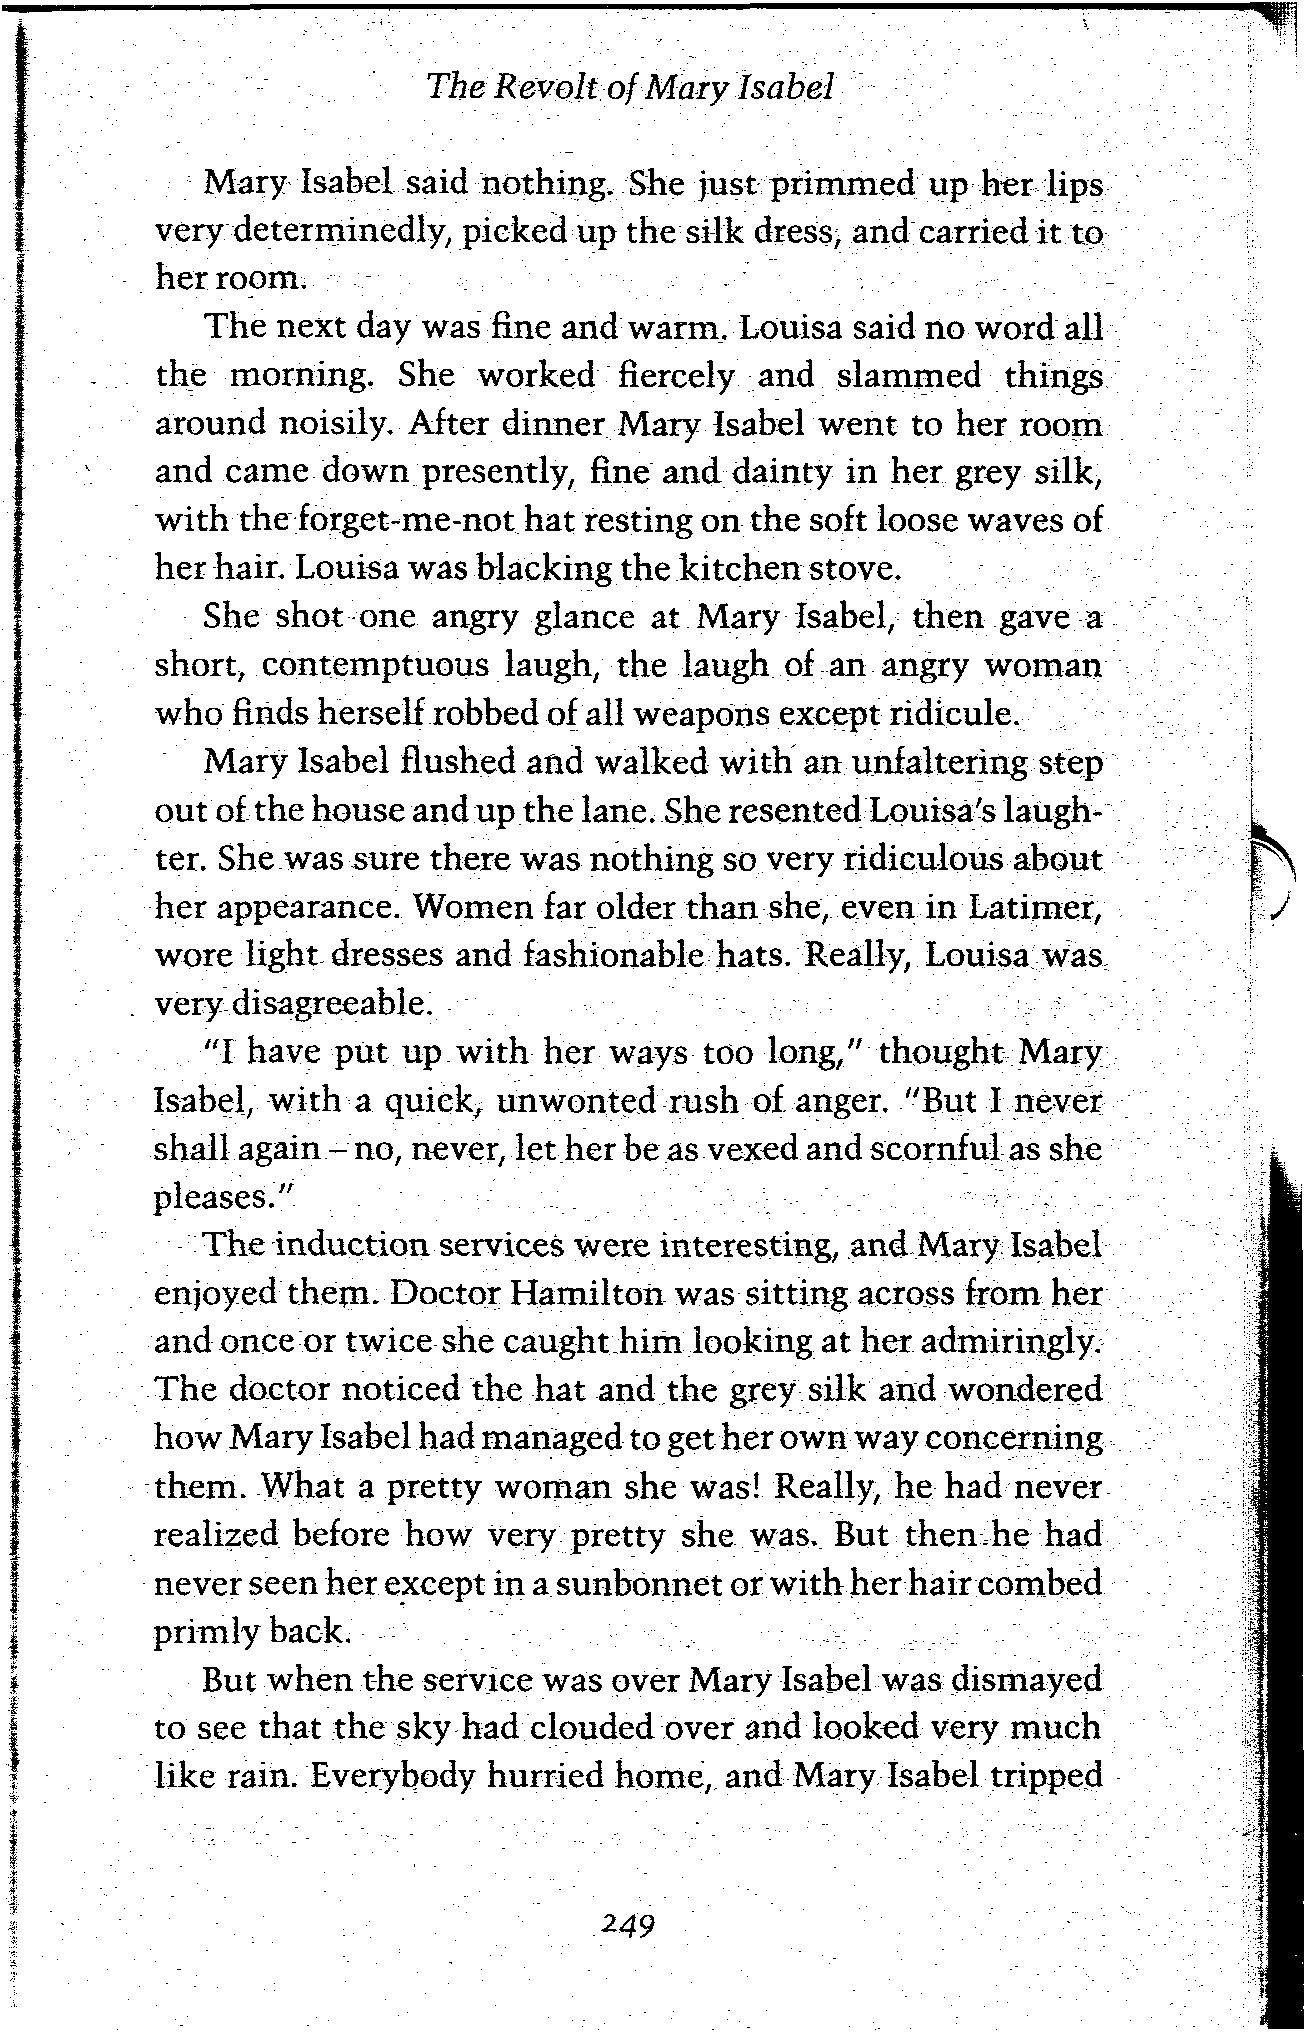 The Revolt of Mary Isabel
Mary Isabel said nothing. She just primmed up her lips
very determinedly, picked up the silk dress, and carried it to
her room.
The next day was fine and warm. Louisa said no word all
the morning. She worked fiercely and slammed things
around noisily. After dinner Mary Isabel went to her room
and came down presently, fine and dainty in her grey silk,
with the forget-me-not hat resting on the soft loose waves of
her hair. Louisa was blacking the kitchen stove.
She shot one angry glance at Mary Isabel, then gave a
short, contemptuous laugh, the laugh of an angry woman
who finds herself robbed of all weapons except ridicule.
Mary Isabel flushed and walked with an unfaltering step
out of the house and up the lane. She resented Louisa's laugh-
ter. She was sure there was nothing so very ridiculous about
her appearance. Women far older than she, even in Latimer,
wore light dresses and fashionable hats. Really, Louisa was
very disagreeable.
"I have put up with her ways too long," thought Mary
Isabel, with a quick, unwonted rush of anger. "But I never
shall again – no, never, let her be as vexed and scornful as she
pleases."
The induction services were interesting, and Mary Isabel
enjoyed them. Doctor Hamilton was sitting across from her
and once or twice she caught him looking at her admiringly.
The doctor noticed the hat and the grey silk and wondered
how Mary Isabel had managed to get her own way concerning
them. What a pretty woman she was! Really, he had never
realized before how very pretty she was. But then he had
never seen her except in a sunbonnet or with her hair combed
primly back.
But when the service was over Mary Isabel was dismayed
to see that the sky had clouded over and looked very much
like rain. Everybody hurried home, and Mary Isabel tripped
249